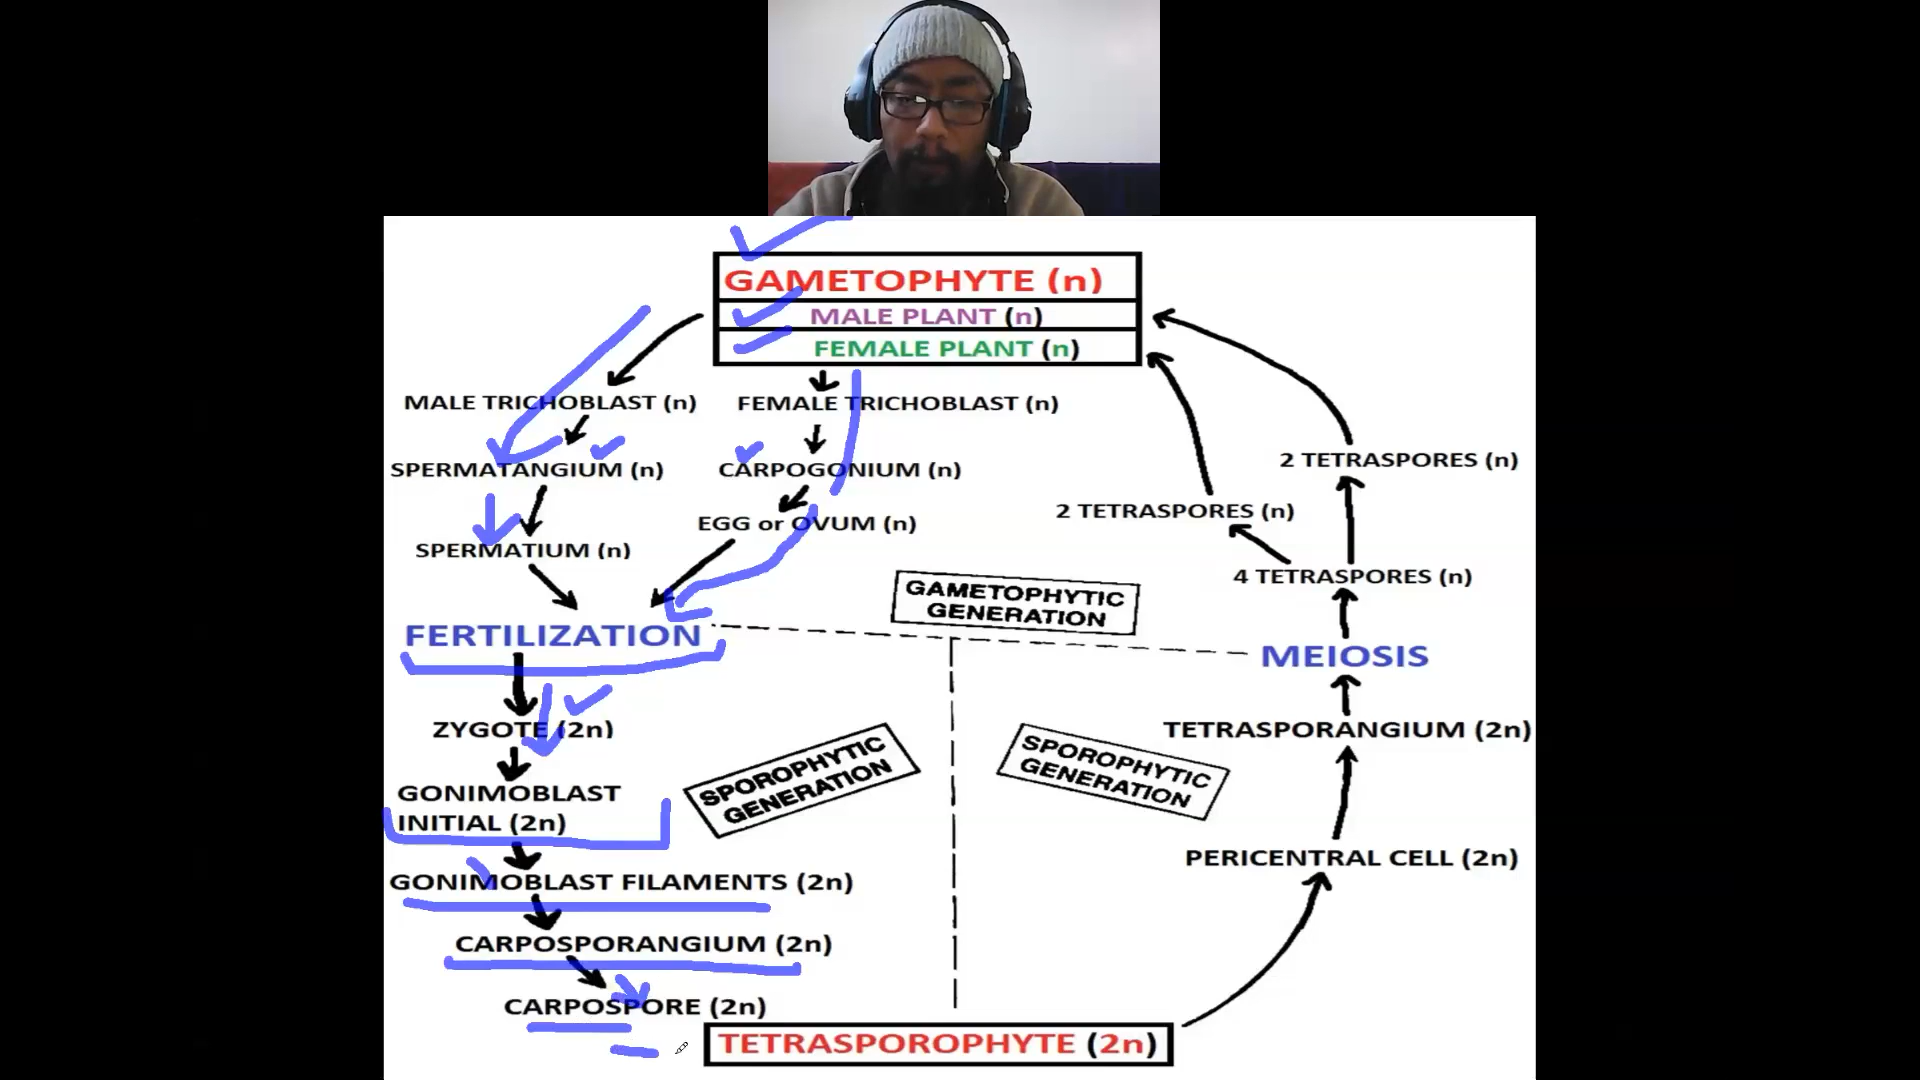 GAMETOPHYTE (n)
MALE PLANT (n)
FEMALE PLANT (n)
MALE TRICHOBLAST (n)
FEMALE TRICHOBLAST (n)
SPERMATANGIUM (n)
CARPOGONIUM (n)
2 TETRASPORES (n)
EGG or OVUM (n)
2 TETRASPORES (n)
SPERMATIUM (n)
4 TETRASPORES (n)
GAMETOPHYTIC
GENERATION
FERTILIZATION
MEIOSIS
ZYGOTE (2n)
TETRASPORANGIUM (2n)
SPOROPHYTIC
GENERATION
SPOROPHYTIC
GENERATION
GONIMOBLAST
INITIAL (2n)
PERICENTRAL CELL (2n)
GONIMOBLAST FILAMENTS (2n)
CARPOSPORANGIUM (2n)
CARPOSPORE (2n)
TETRASPOROPHYTE (2n)